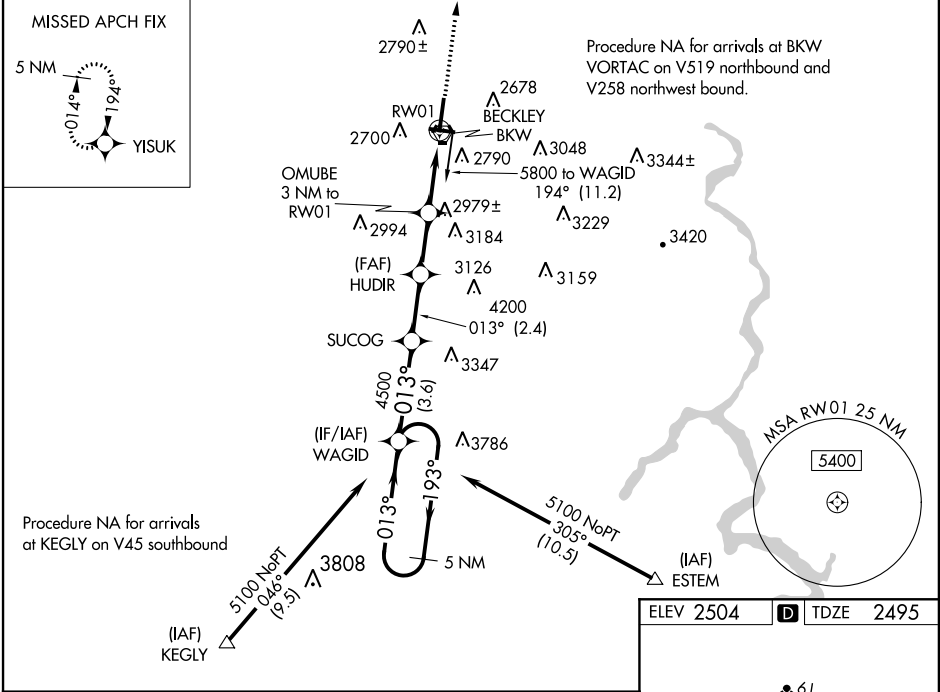 MISSED APCH FIX
5 NM
014°
194°
YISUK
2790±
Procedure NA for arrivals at BKW
VORTAC on V519 northbound and
V258 northwest bound.
2678
RW01
BECKLEY
BKW
2700
2790
3048
3344±
5800 to WAGID
194° (11.2)
OMUBE
3 NM to
RW01
2979±
2994
3184
3229
3420
(FAF)
HUDIR
3126
3159
4200
013° (2.4)
SUCOG
3347
4500
013°
(3.6)
(IF/IAF)
WAGID
3786
013°
193°
5 NM
MSA RW01 25 NM
5400
Procedure NA for arrivals
at KEGLY on V45 southbound
5100 NoPT
046°
(9.5)
3808
5100 NoPT
305°
(10.5)
(IAF)
ESTEM
(IAF)
KEGLY
ELEV 2504 D TDZE 2495